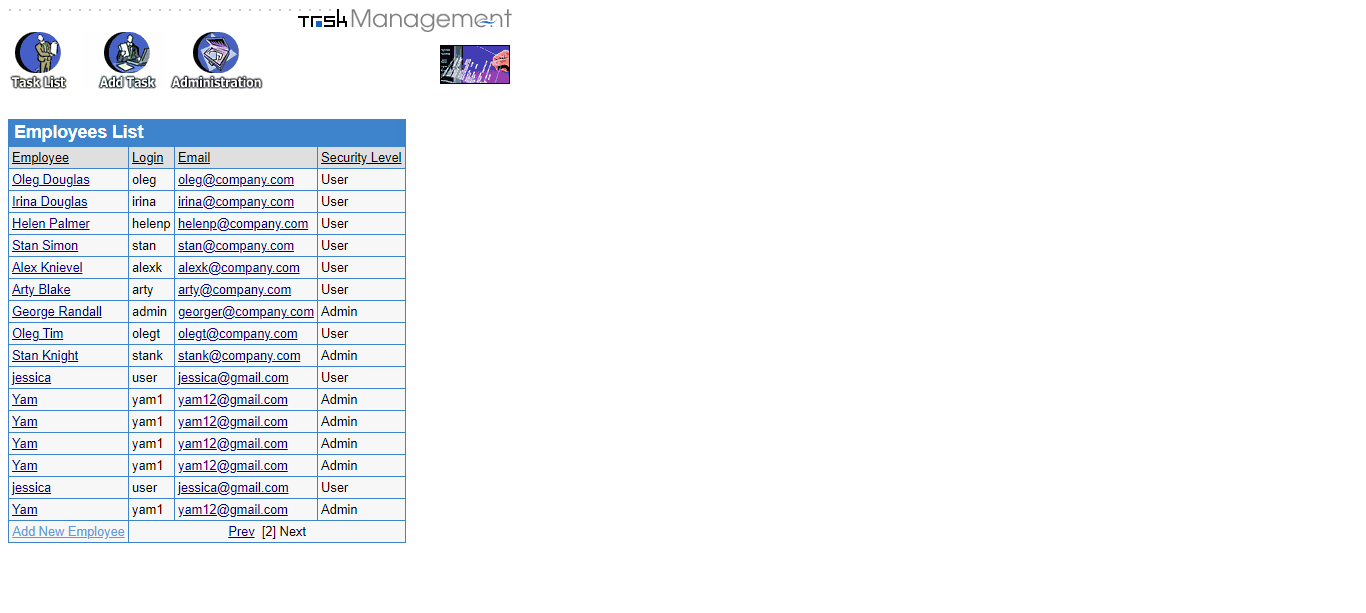 Task Management
Task List Add Task Administration
Employees List
Employee Login Email Security Level
Oleg Douglas oleg oleg@company.com User
Irina Douglas irina irina@company.com User
Helen Palmer helenp helenp@company.com User
Stan Simon stan stan@company.com User
Alex Knievel alexk alexk@company.com User
Arty Blake arty arty@company.com User
George Randall admin georger@company.com Admin
Oleg Tim olegt olegt@company.com User
Stan Knight stank stank@company.com Admin
jessica user jessica@gmail.com User
Yam yam1 yam12@gmail.com Admin
Yam yam1 yam12@gmail.com Admin
Yam yam1 yam12@gmail.com Admin
Yam yam1 yam12@gmail.com Admin
jessica user jessica@gmail.com User
Yam yam1 yam12@gmail.com Admin
Add New Employee Prev [2] Next